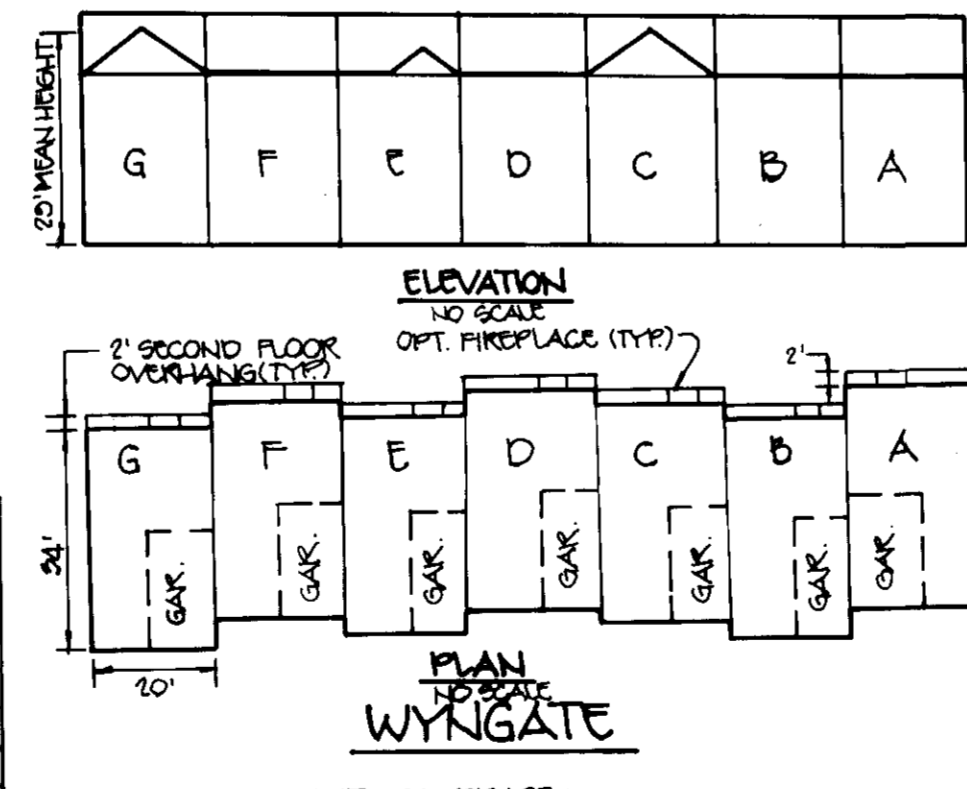 25' MEAN HEIGHT
G F E D C B A
ELEVATION
NO SCALE
OPT. FIREPLACE (TYP.)
2' SECOND FLOOR
OVERHANG (TYP.)
2'
G F E D C B A
34'
GAR. GAR. GAR. GAR. GAR. GAR. GAR.
20'
PLAN
NO SCALE
WYNGATE